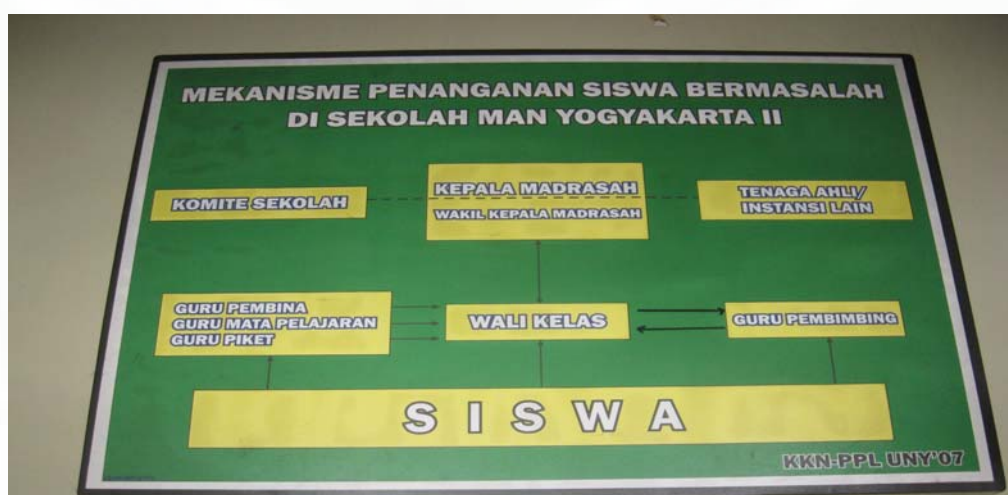 MEKANISME PENANGANAN SISWA BERMASALAH
DI SEKOLAH MAN YOGYAKARTA II
KOMITE SEKOLAH
KEPALA MADRASAH
WAKIL KEPALA MADRASAH
TENAGA AHLI/
INSTANSI LAIN
GURU PEMBINA
GURU MATA PELAJARAN
GURU PIKET
WALI KELAS
GURU PEMBIMBING
SISWA
KKN-PPL UNY'07